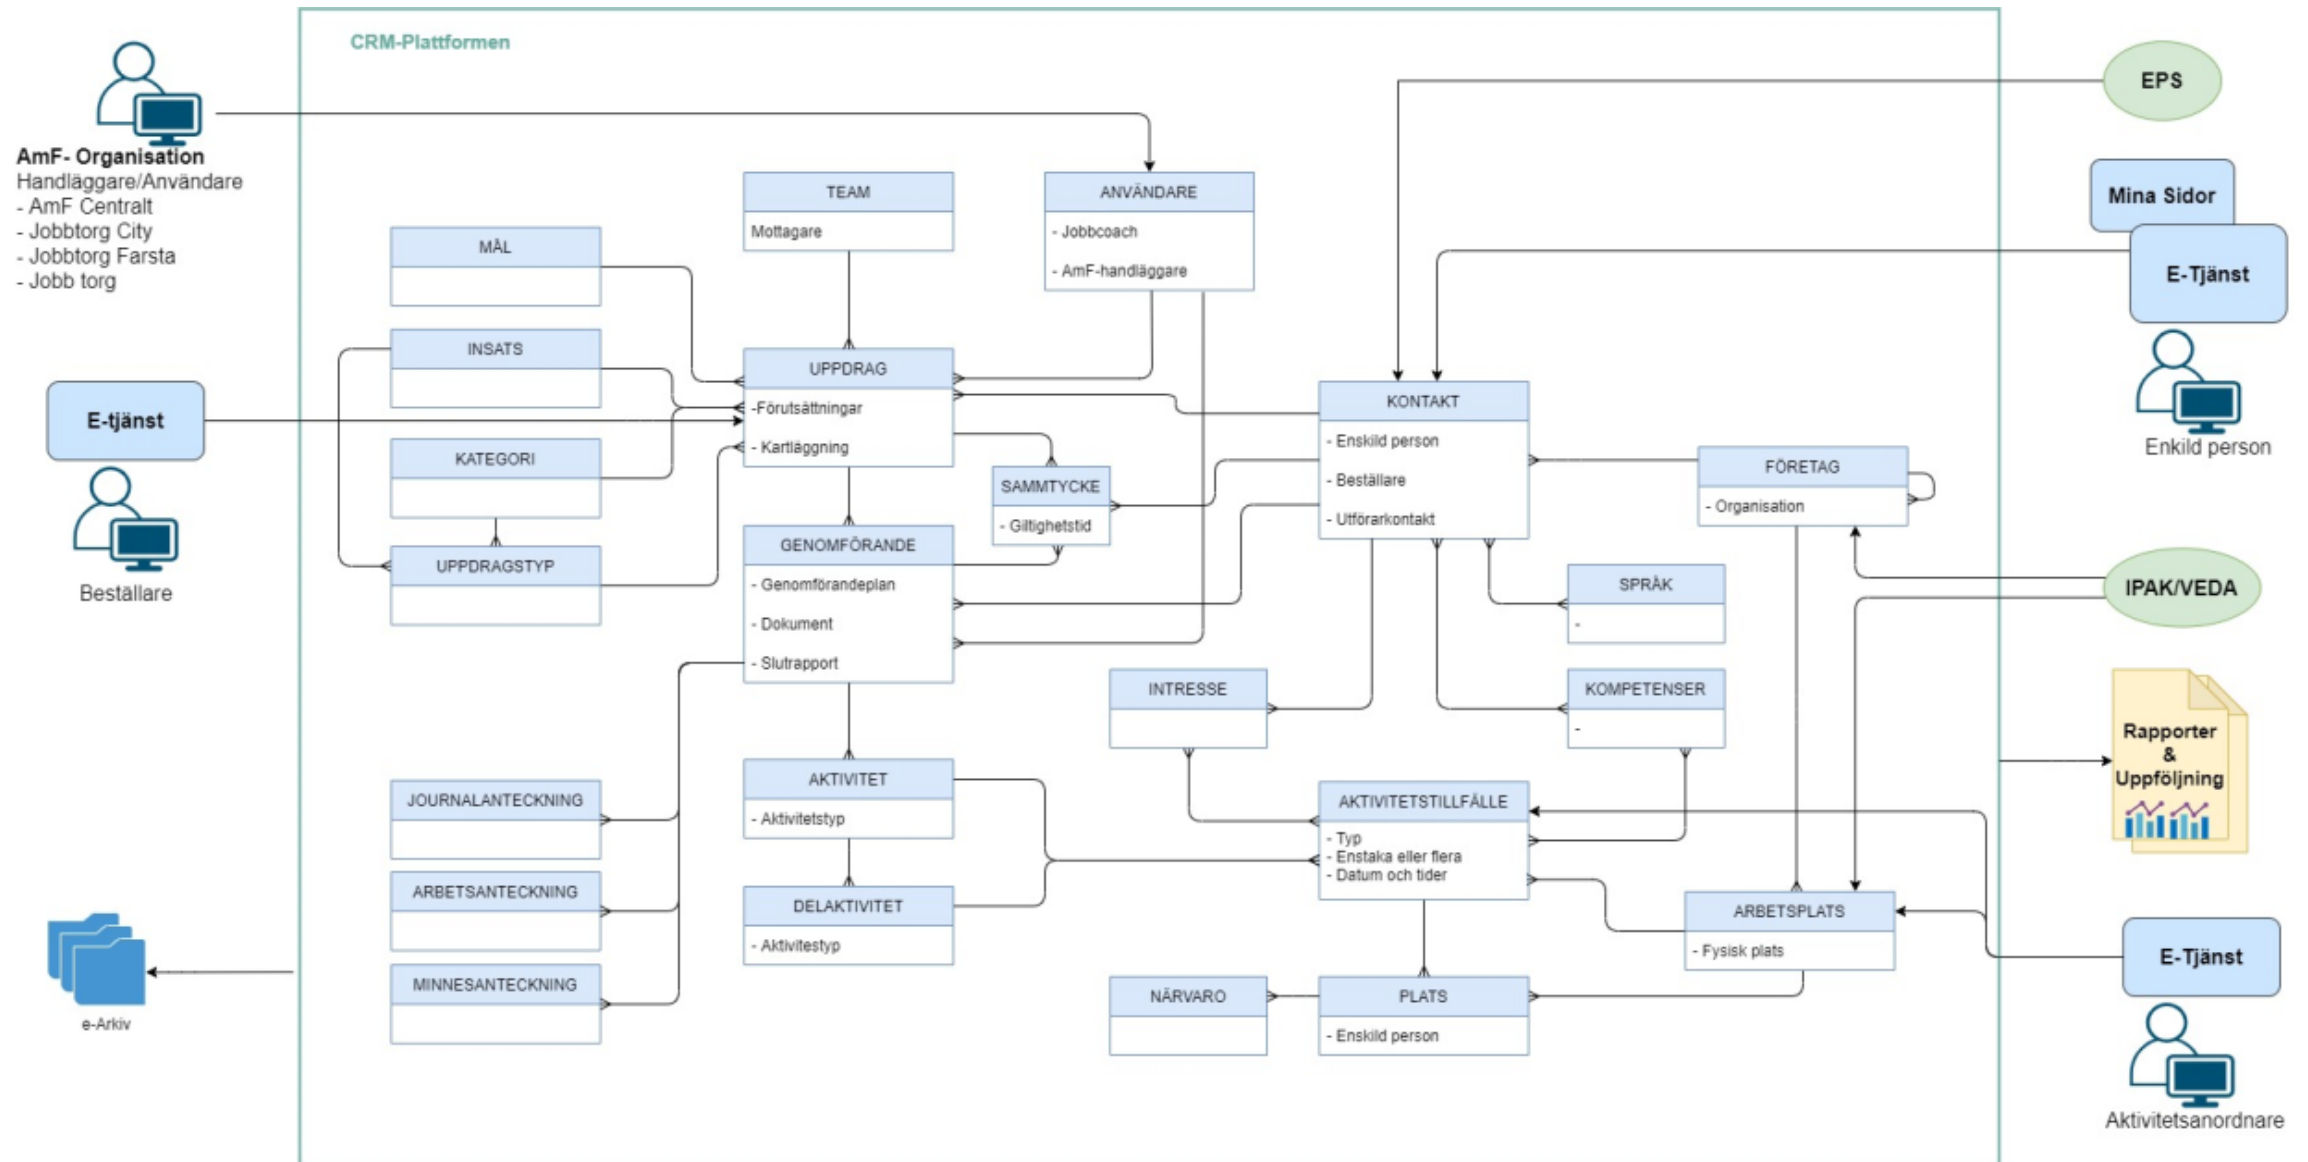 CRM-Plattformen
AmF- Organisation
Handläggare/Användare
- AmF Centralt
- Jobbtorg City
- Jobbtorg Farsta
- Jobb torg
E-tjänst
Beställare
e-Arkiv
MÅL
INSATS
KATEGORI
UPPDRAGSTYP
JOURNALANTECKNING
ARBETSANTECKNING
MINNESANTECKNING
TEAM
Mottagare
UPPDRAG
-Förutsättningar
- Kartläggning
GENOMFÖRANDE
- Genomförandeplan
- Dokument
- Slutrapport
AKTIVITET
- Aktivitetstyp
DELAKTIVITET
- Aktivitestyp
ANVÄNDARE
- Jobbcoach
- AmF-handläggare
SAMMTYCKE
- Giltighetstid
KONTAKT
- Enskild person
- Beställare
- Utförarkontakt
FÖRETAG
- Organisation
SPRÅK
-
INTRESSE
KOMPETENSER
-
AKTIVITETSTILLFÄLLE
- Typ
- Enstaka eller flera
- Datum och tider
ARBETSPLATS
- Fysisk plats
NÄRVARO
PLATS
- Enskild person
EPS
Mina Sidor
E-Tjänst
Enkild person
IPAK/VEDA
Rapporter
&
Uppföljning
E-Tjänst
Aktivitetsanordnare